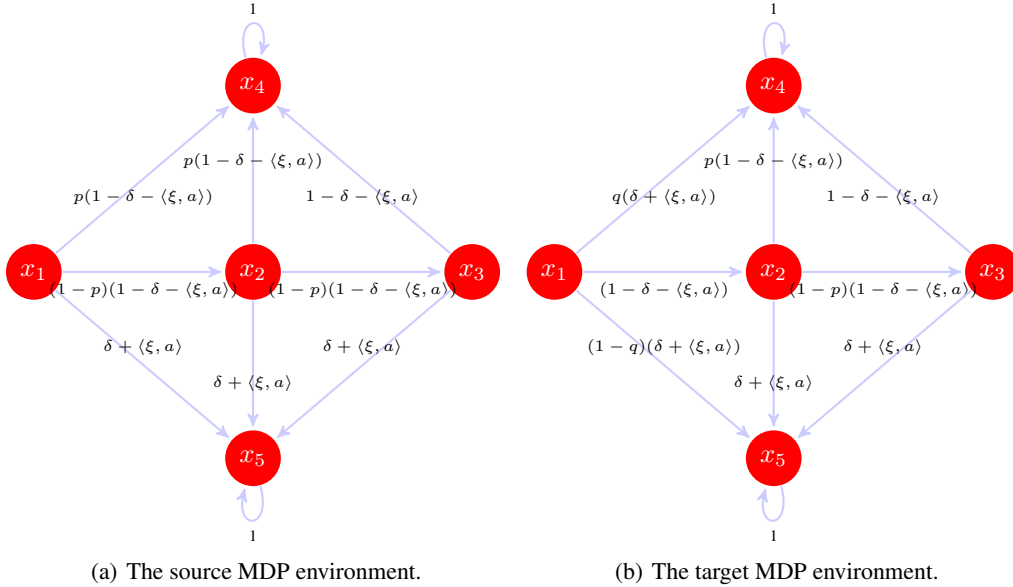 1
x₄
p(1 − δ − ⟨ξ, a⟩)
p(1 − δ − ⟨ξ, a⟩)
1 − δ − ⟨ξ, a⟩
x₁
x₂
x₃
(1 − p)(1 − δ − ⟨ξ, a⟩)
(1 − p)(1 − δ − ⟨ξ, a⟩)
δ + ⟨ξ, a⟩
δ + ⟨ξ, a⟩
δ + ⟨ξ, a⟩
x₅
1
(a) The source MDP environment.
1
x₄
p(1 − δ − ⟨ξ, a⟩)
q(δ + ⟨ξ, a⟩)
1 − δ − ⟨ξ, a⟩
x₁
x₂
x₃
(1 − δ − ⟨ξ, a⟩)
(1 − p)(1 − δ − ⟨ξ, a⟩)
(1 − q)(δ + ⟨ξ, a⟩)
δ + ⟨ξ, a⟩
δ + ⟨ξ, a⟩
x₅
1
(b) The target MDP environment.